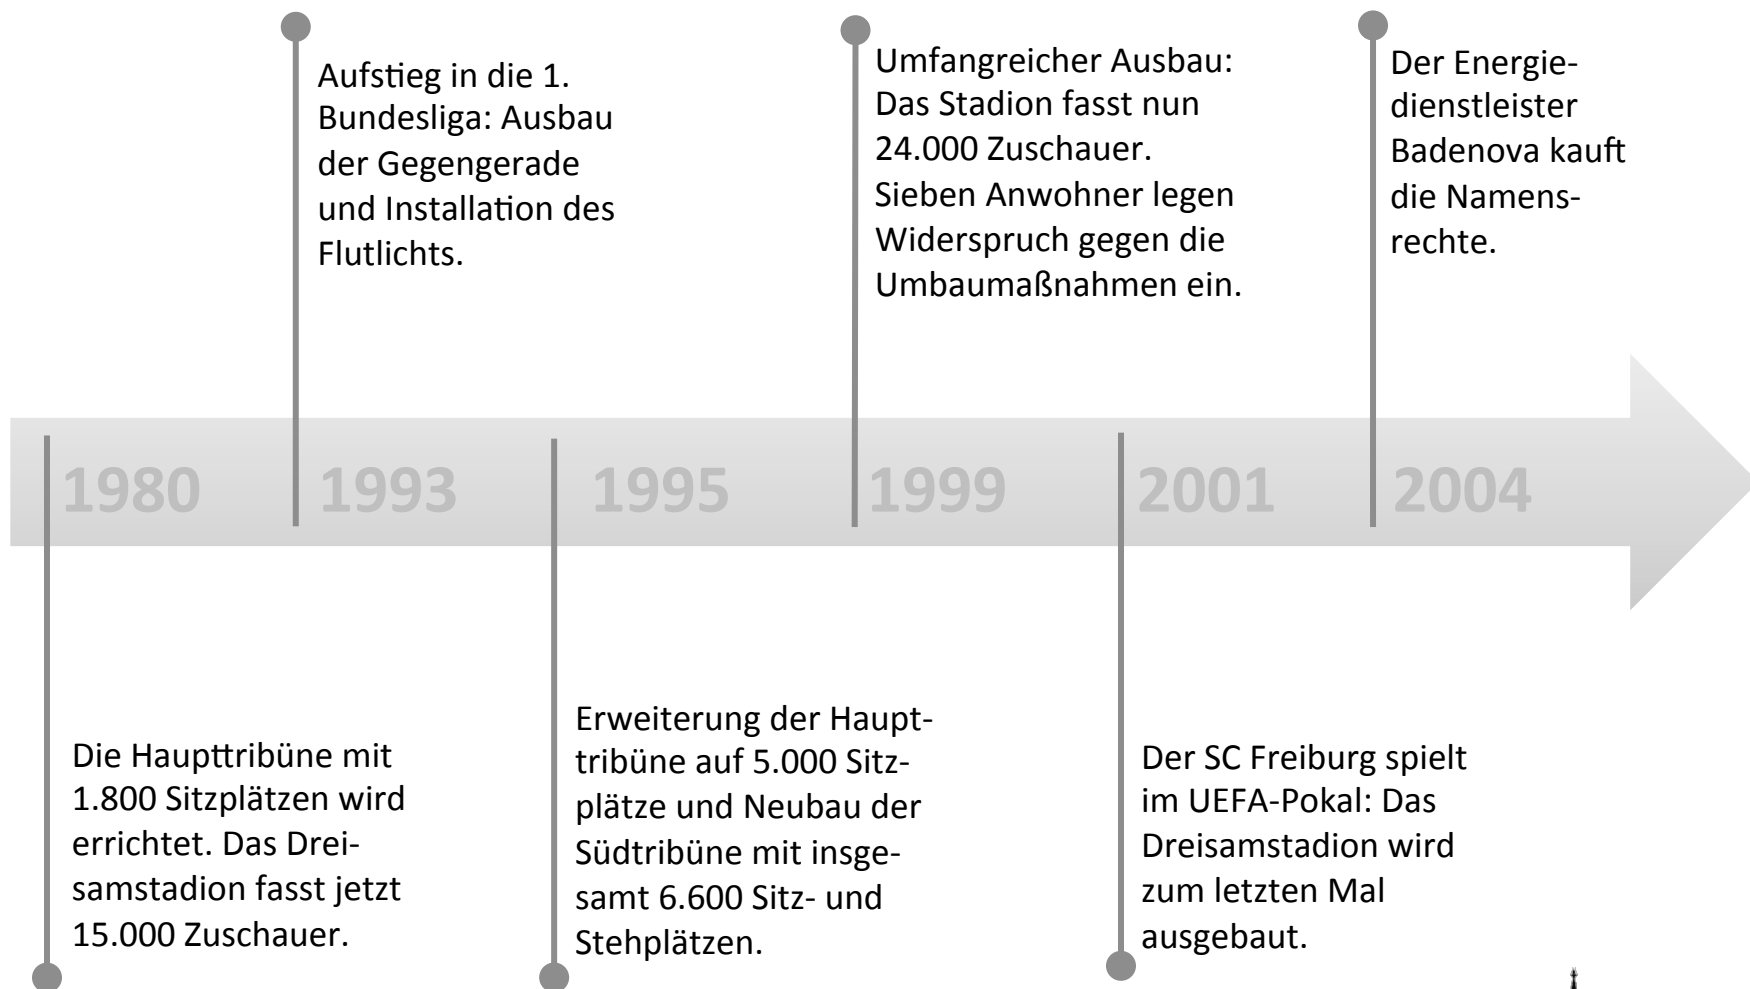 Aufstieg in die 1.
Bundesliga: Ausbau
der Gegengerade
und Installation des
Flutlichts.
Umfangreicher Ausbau:
Das Stadion fasst nun
24.000 Zuschauer.
Sieben Anwohner legen
Widerspruch gegen die
Umbaumaßnahmen ein.
Der Energie-
dienstleister
Badenova kauft
die Namens-
rechte.
1980 1993 1995 1999 2001 2004
Die Haupttribüne mit
1.800 Sitzplätzen wird
errichtet. Das Drei-
samstadion fasst jetzt
15.000 Zuschauer.
Erweiterung der Haupt-
tribüne auf 5.000 Sitz-
plätze und Neubau der
Südtribüne mit insge-
samt 6.600 Sitz- und
Stehplätzen.
Der SC Freiburg spielt
im UEFA-Pokal: Das
Dreisamstadion wird
zum letzten Mal
ausgebaut.